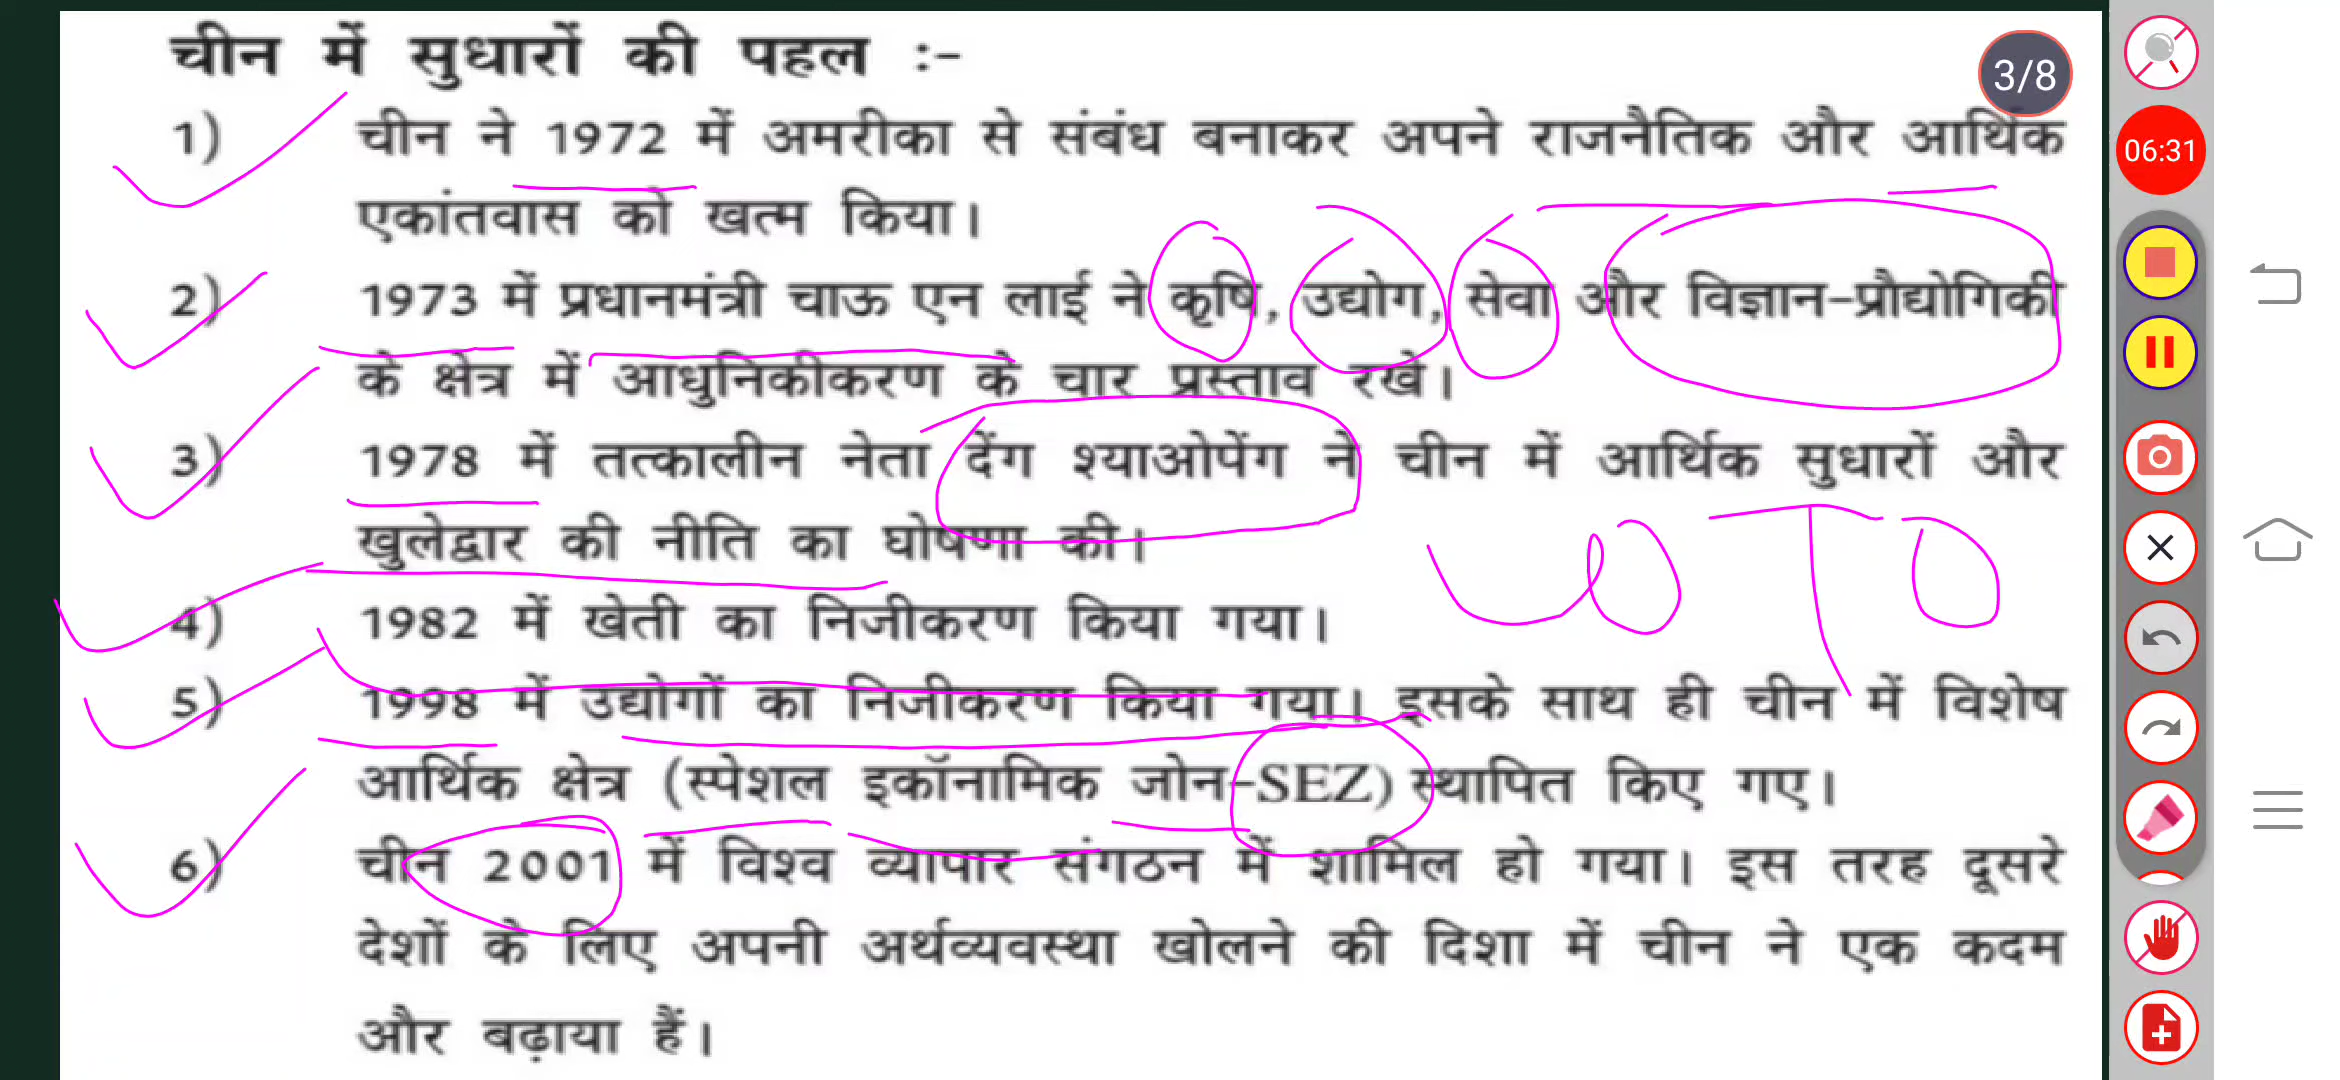 चीन में सुधारों की पहल :-
3/8
1) चीन ने 1972 में अमरीका से संबंध बनाकर अपने राजनैतिक और आर्थिक
06:31
एकांतवास को खत्म किया।
2) 1973 में प्रधानमंत्री चाऊ एन लाई ने कृषि, उद्योग, सेवा और विज्ञान-प्रौद्योगिकी
के क्षेत्र में आधुनिकीकरण के चार प्रस्ताव रखे।
3) 1978 में तत्कालीन नेता देंग श्याओपेंग ने चीन में आर्थिक सुधारों और
खुलेद्वार की नीति का घोषणा की।
WTO
4) 1982 में खेती का निजीकरण किया गया।
5) 1998 में उद्योगों का निजीकरण किया गया। इसके साथ ही चीन में विशेष
आर्थिक क्षेत्र (स्पेशल इकॉनामिक जोन-SEZ) स्थापित किए गए।
6) चीन 2001 में विश्व व्यापार संगठन में शामिल हो गया। इस तरह दूसरे
देशों के लिए अपनी अर्थव्यवस्था खोलने की दिशा में चीन ने एक कदम
और बढ़ाया हैं।